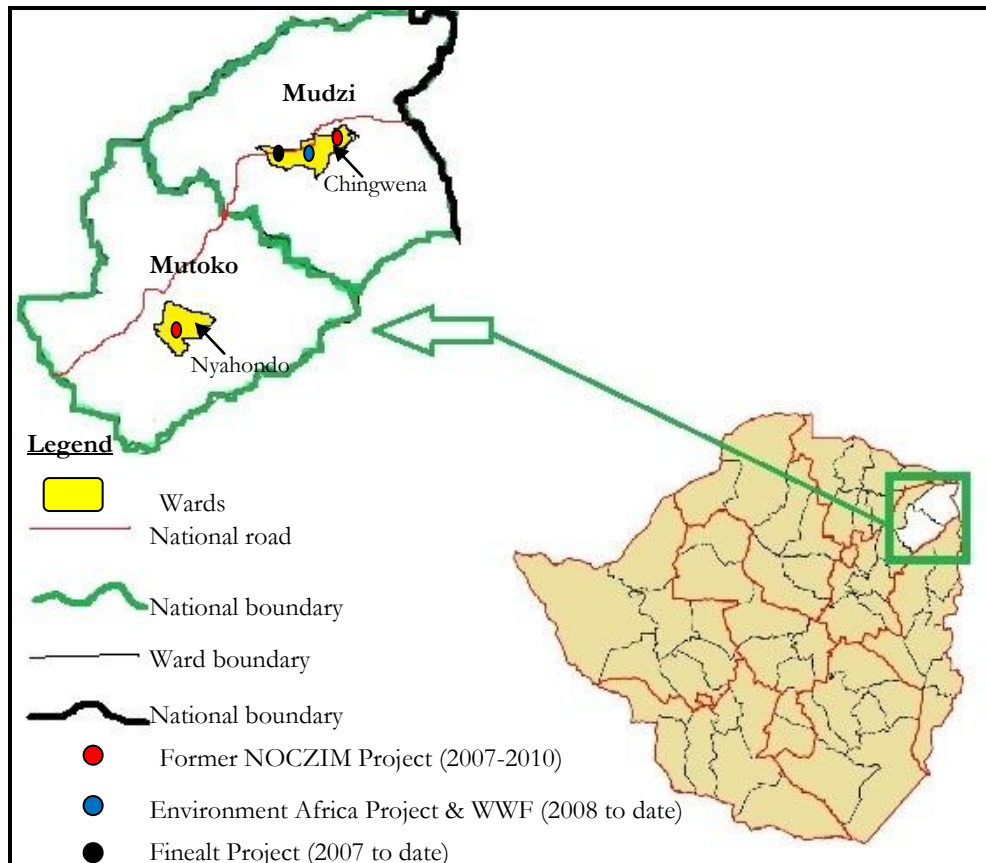 Mudzi
Chingwena
Mutoko
Nyahondo
Legend
Wards
National road
National boundary
Ward boundary
National boundary
Former NOCZIM Project (2007-2010)
Environment Africa Project & WWF (2008 to date)
Finealt Project (2007 to date)